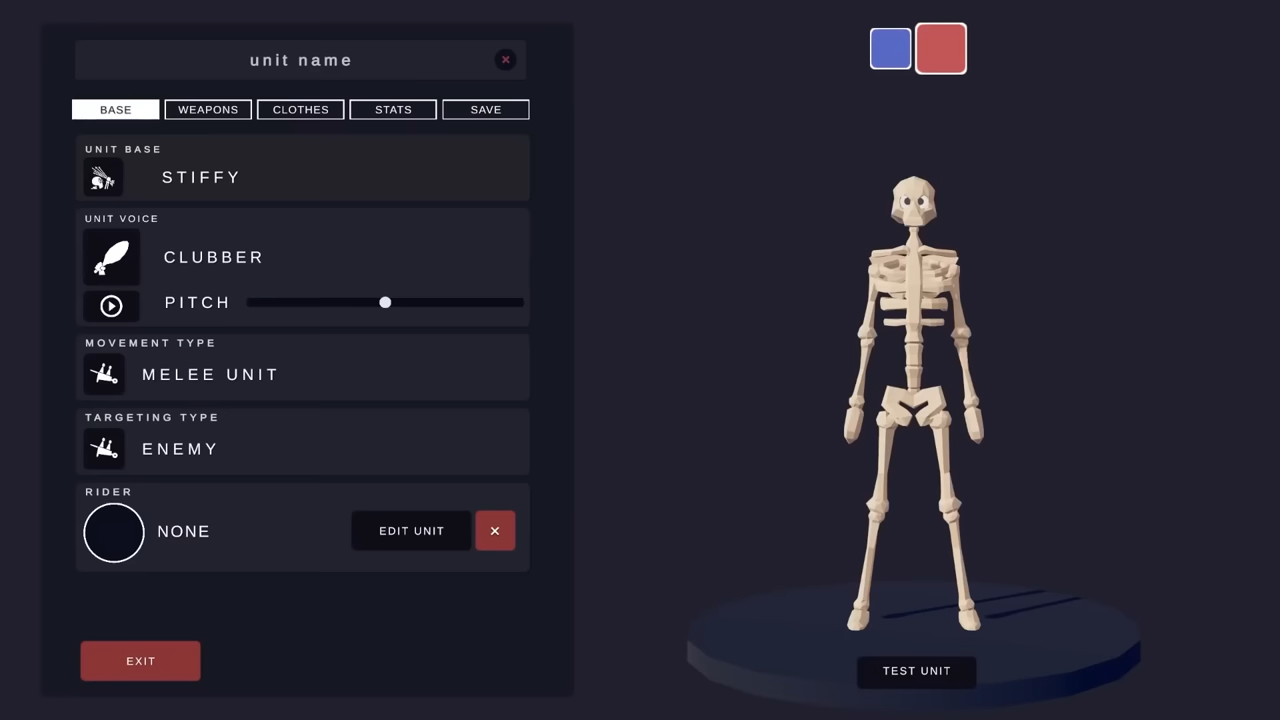 unit name
BASE WEAPONS CLOTHES STATS SAVE
UNIT BASE
STIFFY
UNIT VOICE
CLUBBER
PITCH
MOVEMENT TYPE
MELEE UNIT
TARGETING TYPE
ENEMY
RIDER
NONE EDIT UNIT
EXIT
TEST UNIT